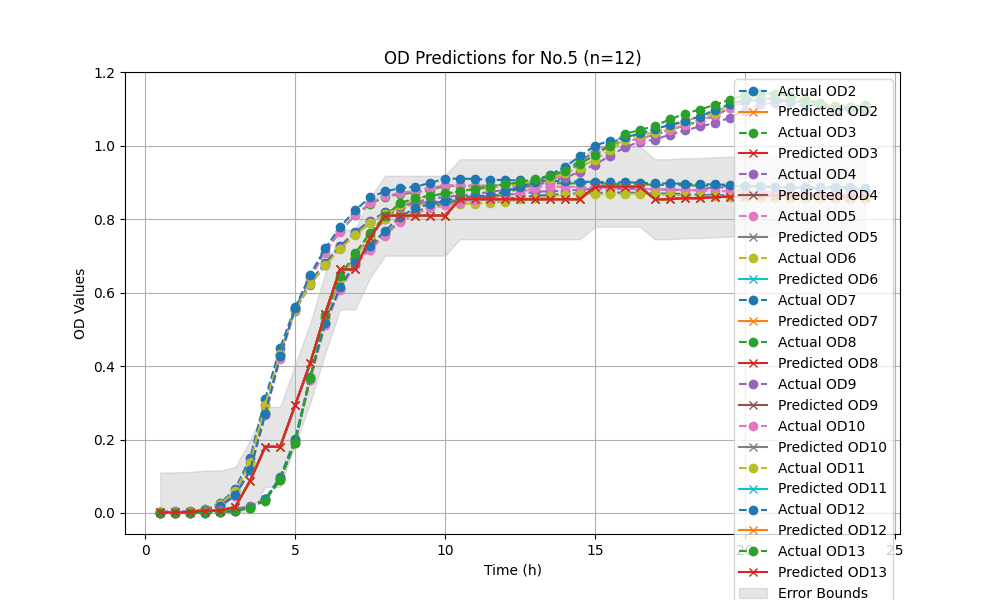 OD Predictions for No.5 (n=12)
OD Values
1.2
1.0
0.8
0.6
0.4
0.2
0.0
0
5
10
15
20
25
Time (h)
Actual OD2
Predicted OD2
Actual OD3
Predicted OD3
Actual OD4
Predicted OD4
Actual OD5
Predicted OD5
Actual OD6
Predicted OD6
Actual OD7
Predicted OD7
Actual OD8
Predicted OD8
Actual OD9
Predicted OD9
Actual OD10
Predicted OD10
Actual OD11
Predicted OD11
Actual OD12
Predicted OD12
Actual OD13
Predicted OD13
Error Bounds